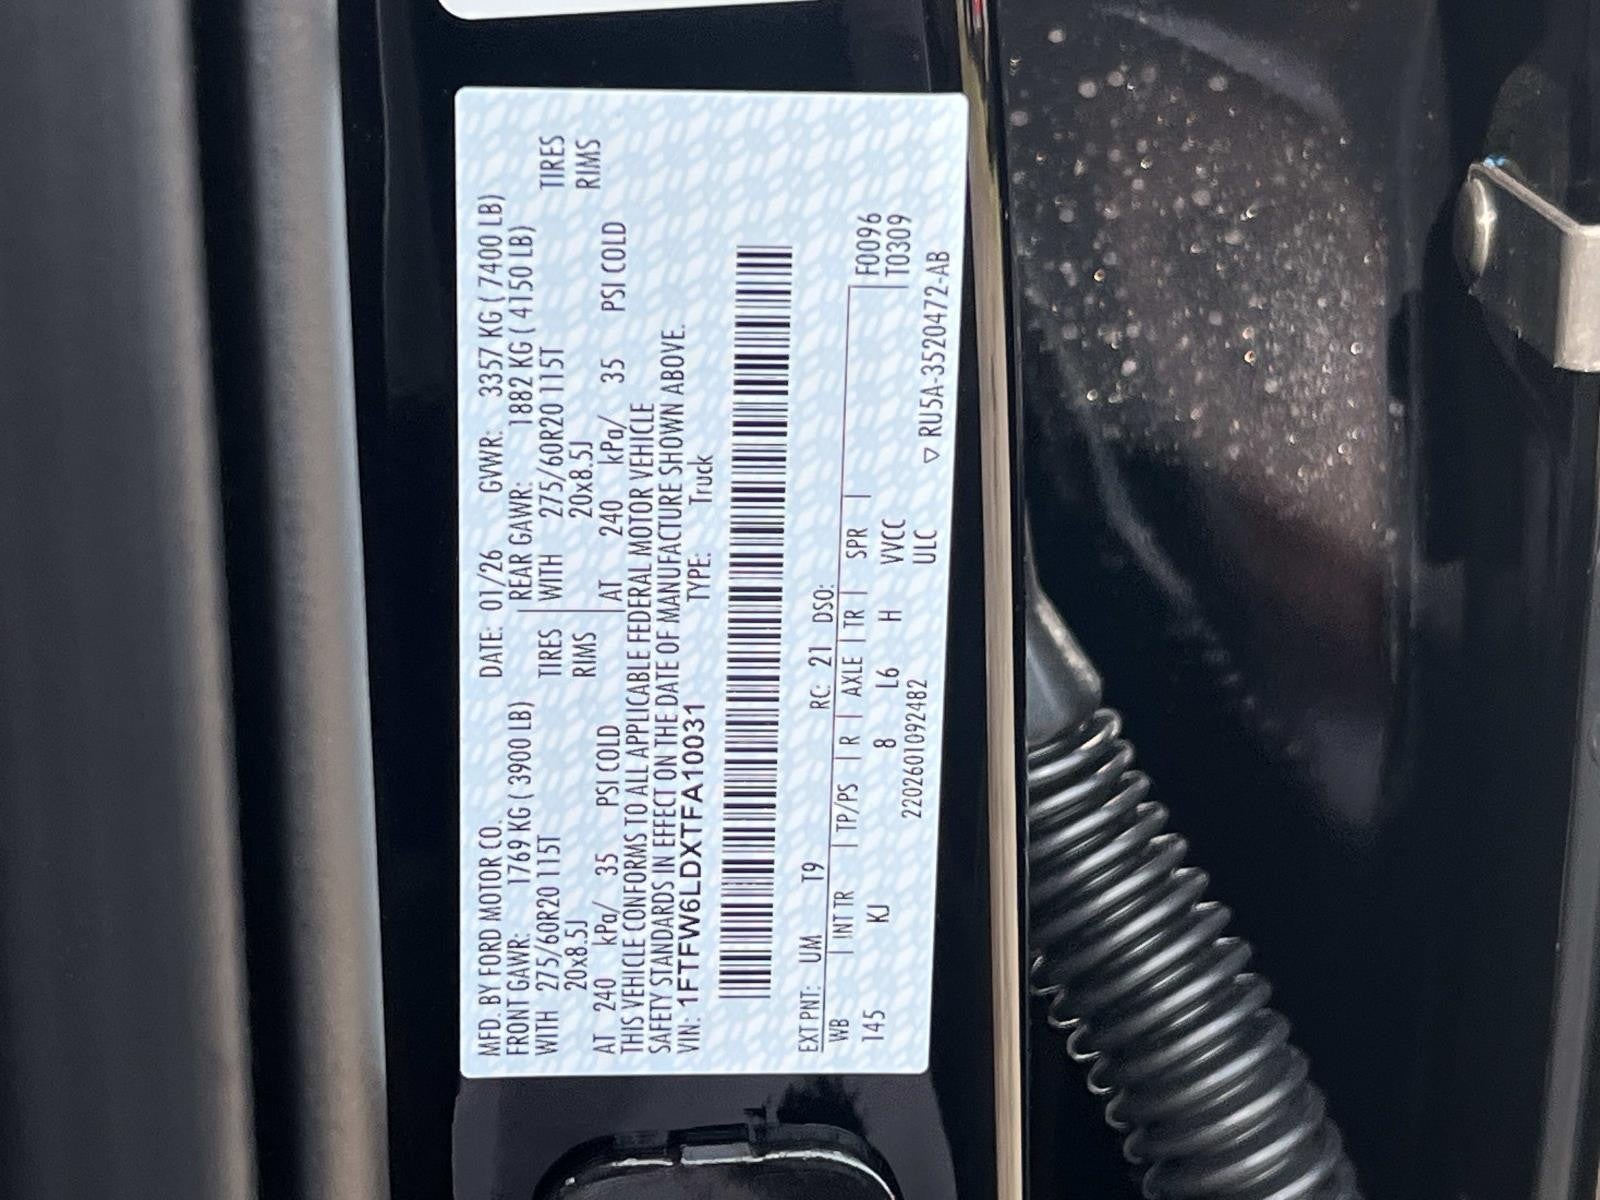 MFD. BY FORD MOTOR CO. DATE: 01/26 GVWR: 3357 KG ( 7400 LB)
FRONT GAWR: 1769 KG ( 3900 LB) REAR GAWR: 1882 KG ( 4150 LB)
WITH 275/60R20 115T TIRES WITH 275/60R20 115T TIRES
20x8.5J RIMS 20x8.5J RIMS
AT 240 kPa/ 35 PSI COLD AT 240 kPa/ 35 PSI COLD
THIS VEHICLE CONFORMS TO ALL APPLICABLE FEDERAL MOTOR VEHICLE
SAFETY STANDARDS IN EFFECT ON THE DATE OF MANUFACTURE SHOWN ABOVE.
VIN: 1FTFW6LDXTFA10031 TYPE: Truck
EXT PNT: UM T9 RC: 21 DSO:
WB INT TR TP/PS R AXLE TR SPR F0096
145 KJ 8 L6 H VVCC T0309
2202601092482 ULC ▽ RU5A-3520472-AB